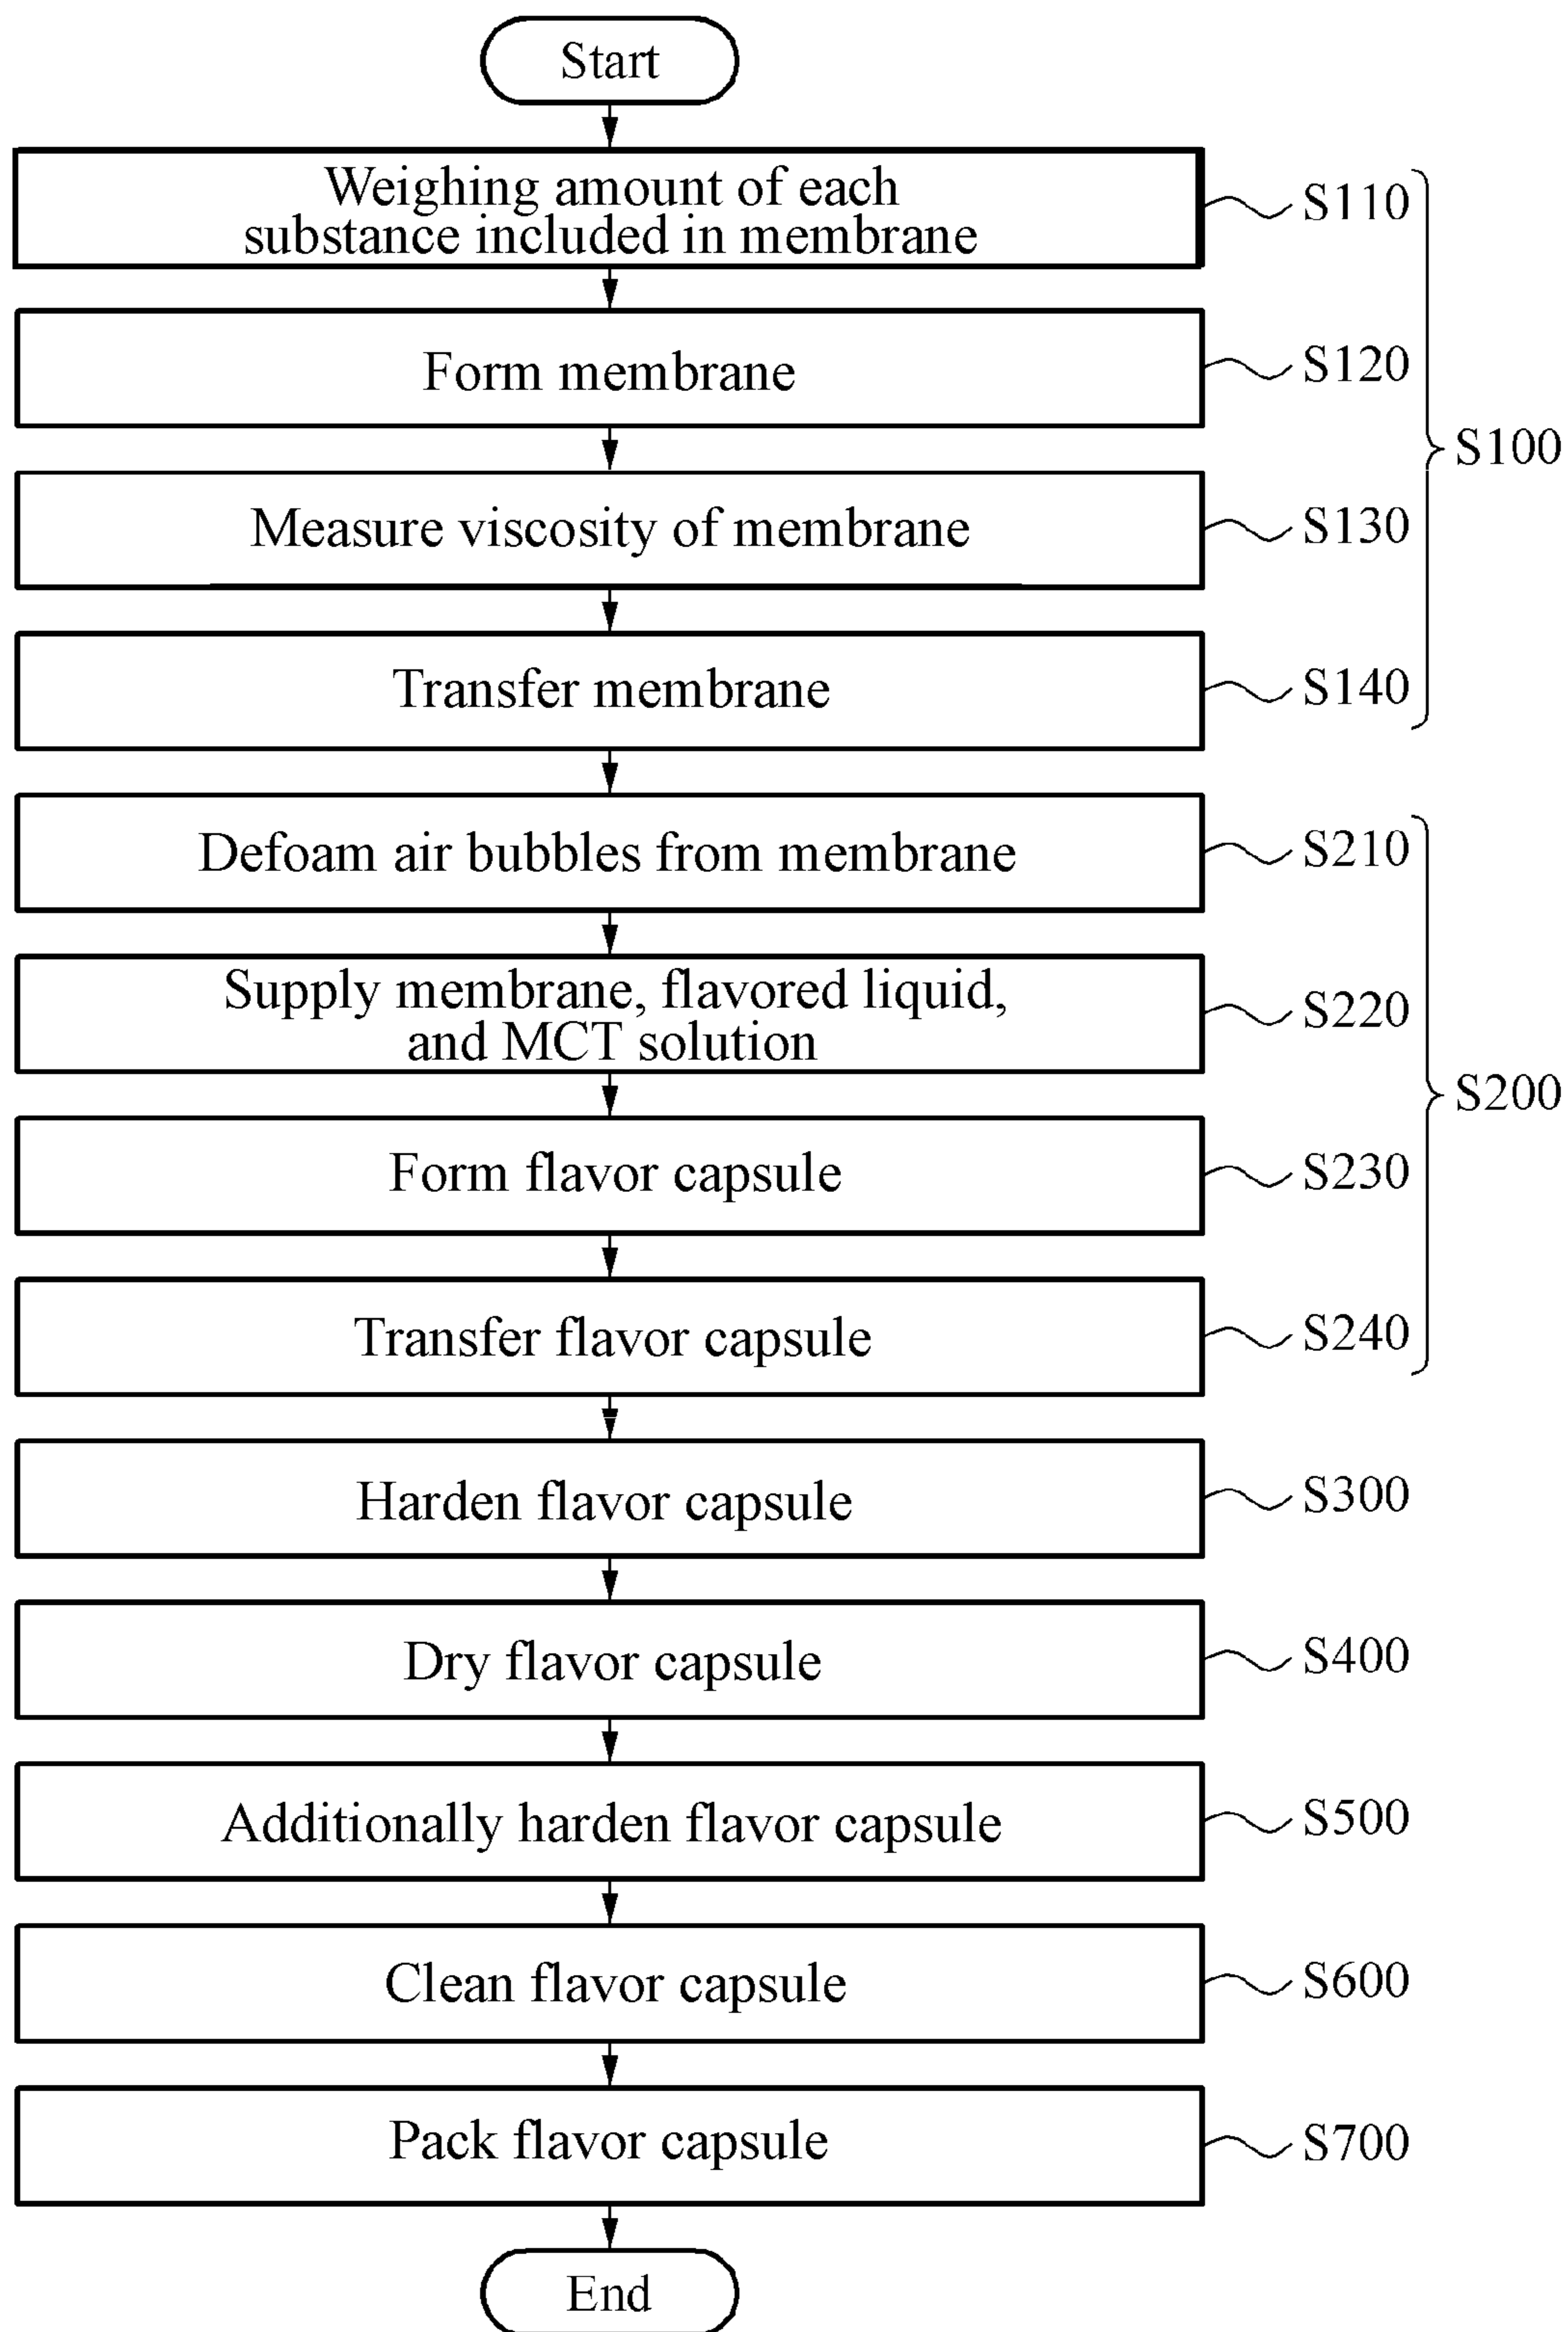 Start
Weighing amount of each
substance included in membrane
S110
Form membrane
S120
S100
Measure viscosity of membrane
S130
Transfer membrane
S140
Defoam air bubbles from membrane
S210
Supply membrane, flavored liquid,
and MCT solution
S220
S200
Form flavor capsule
S230
Transfer flavor capsule
S240
Harden flavor capsule
S300
Dry flavor capsule
S400
Additionally harden flavor capsule
S500
Clean flavor capsule
S600
Pack flavor capsule
S700
End